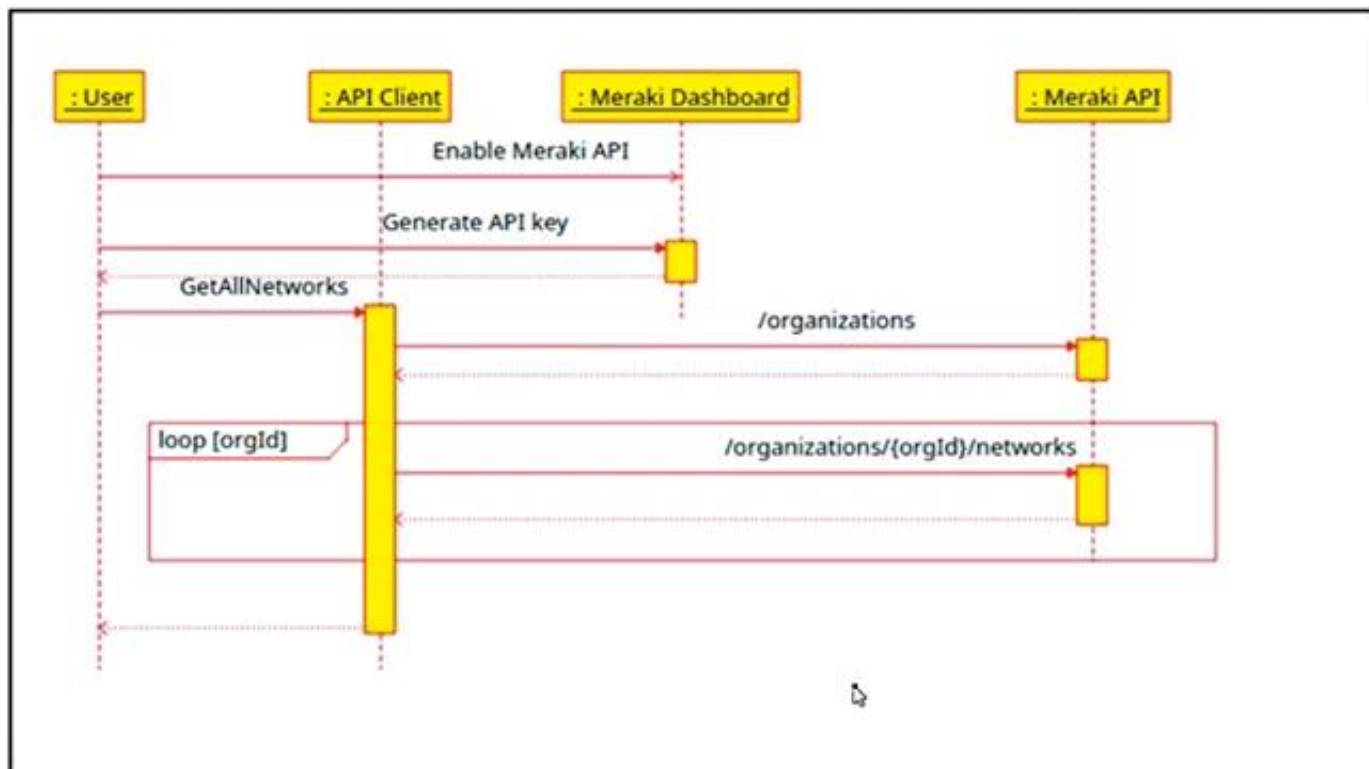 : User
: API Client
: Meraki Dashboard
: Meraki API
Enable Meraki API
Generate API key
GetAllNetworks
/organizations
loop [orgId]
/organizations/{orgId}/networks